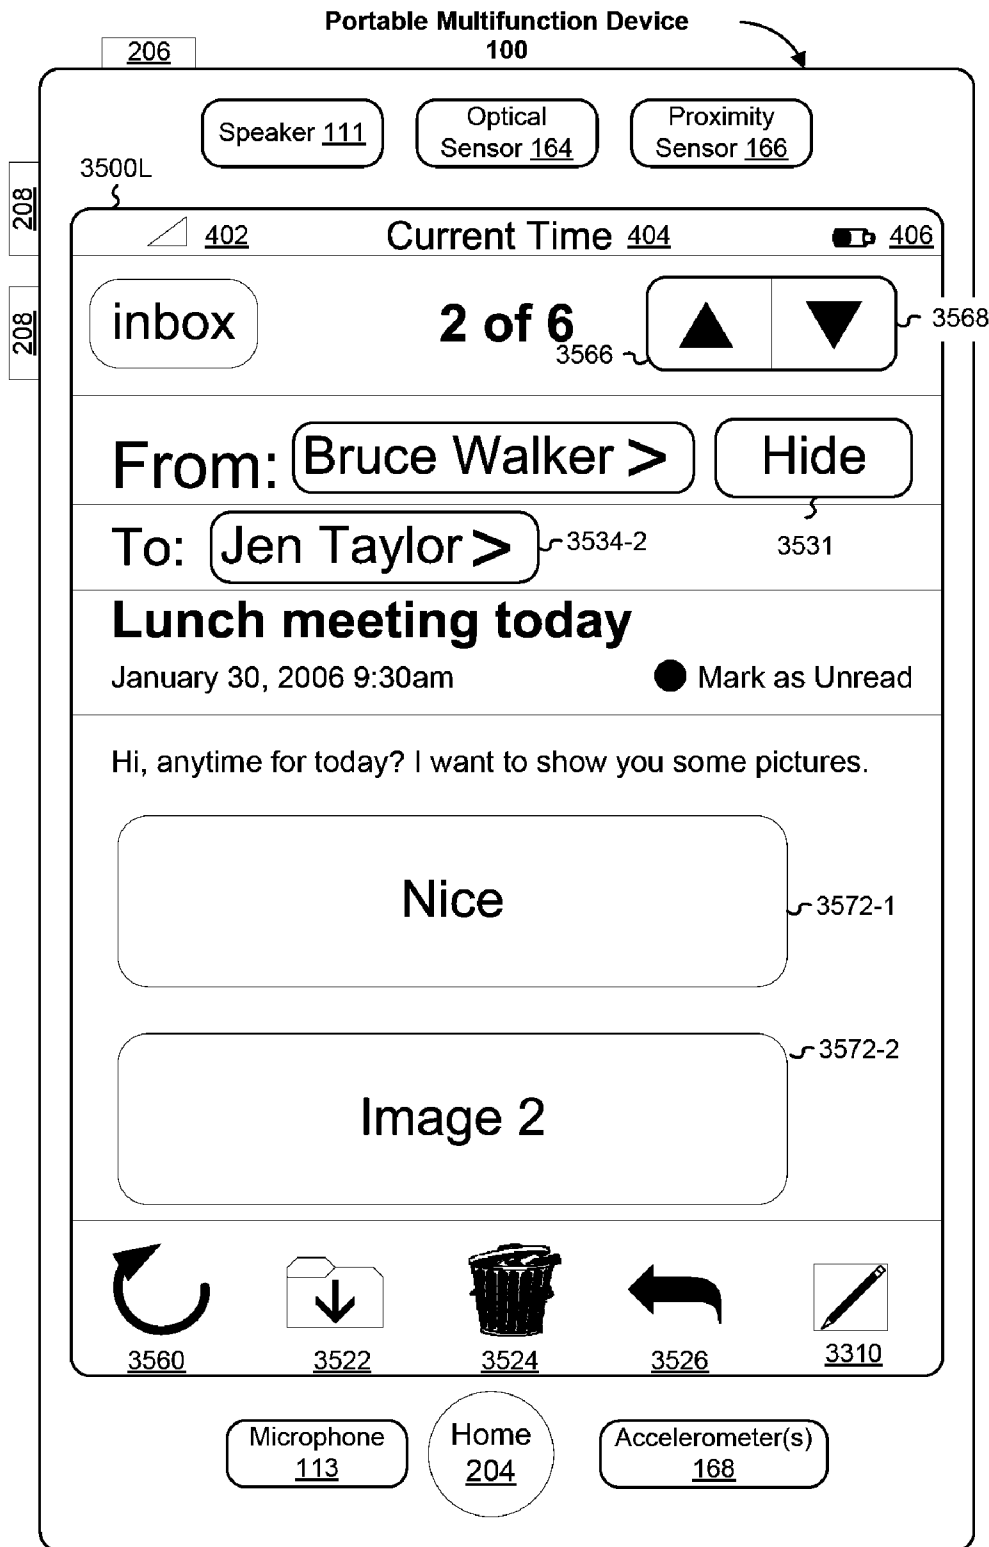 Portable Multifunction Device
100
206
Speaker 111
Optical
Sensor 164
Proximity
Sensor 166
3500L
208
208
402
Current Time 404
406
inbox
2 of 6
3566
3568
From: Bruce Walker >
Hide
3531
To: Jen Taylor >
3534-2
Lunch meeting today
January 30, 2006 9:30am
Mark as Unread
Hi, anytime for today? I want to show you some pictures.
Nice
3572-1
Image 2
3572-2
3560
3522
3524
3526
3310
Microphone
113
Home
204
Accelerometer(s)
168